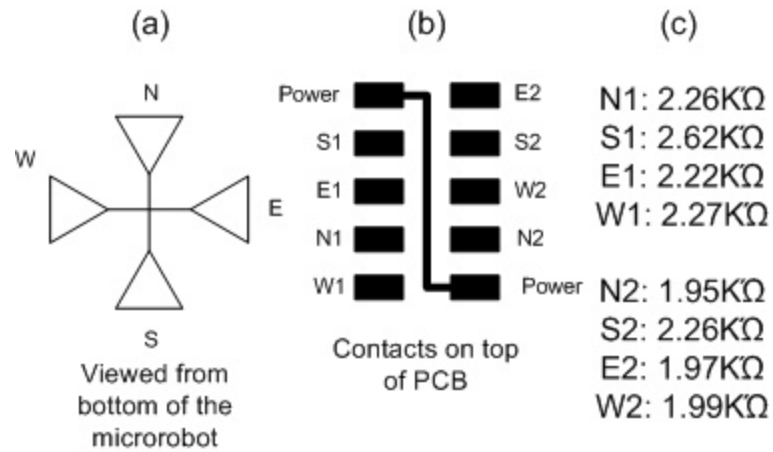 (a)
N
W
E
S
Viewed from
bottom of the
microrobot
(b)
Power
E2
S1
S2
E1
W2
N1
N2
W1
Power
Contacts on top
of PCB
(c)
N1: 2.26KΩ
S1: 2.62KΩ
E1: 2.22KΩ
W1: 2.27KΩ
N2: 1.95KΩ
S2: 2.26KΩ
E2: 1.97KΩ
W2: 1.99KΩ